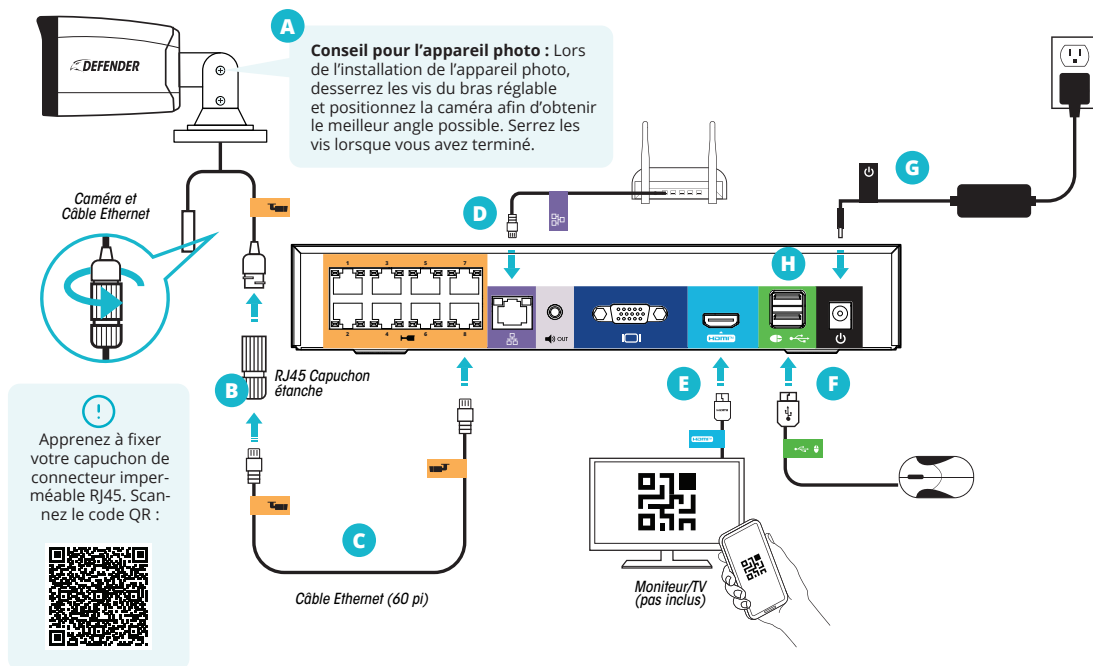 A
Conseil pour l’appareil photo : Lors
de l’installation de l’appareil photo,
desserrez les vis du bras réglable
et positionnez la caméra afin d’obtenir
le meilleur angle possible. Serrez les
vis lorsque vous avez terminé.
DEFENDER
Caméra et
Câble Ethernet
D
G
H
1 3 5 7
2 4 6 8
OUT
HDMI
B
RJ45 Capuchon
étanche
E
F
HDMI
HDMI
!
Apprenez à fixer
votre capuchon de
connecteur imper-
méable RJ45. Scan-
nez le code QR :
C
Câble Ethernet (60 pi)
Moniteur/TV
(pas inclus)